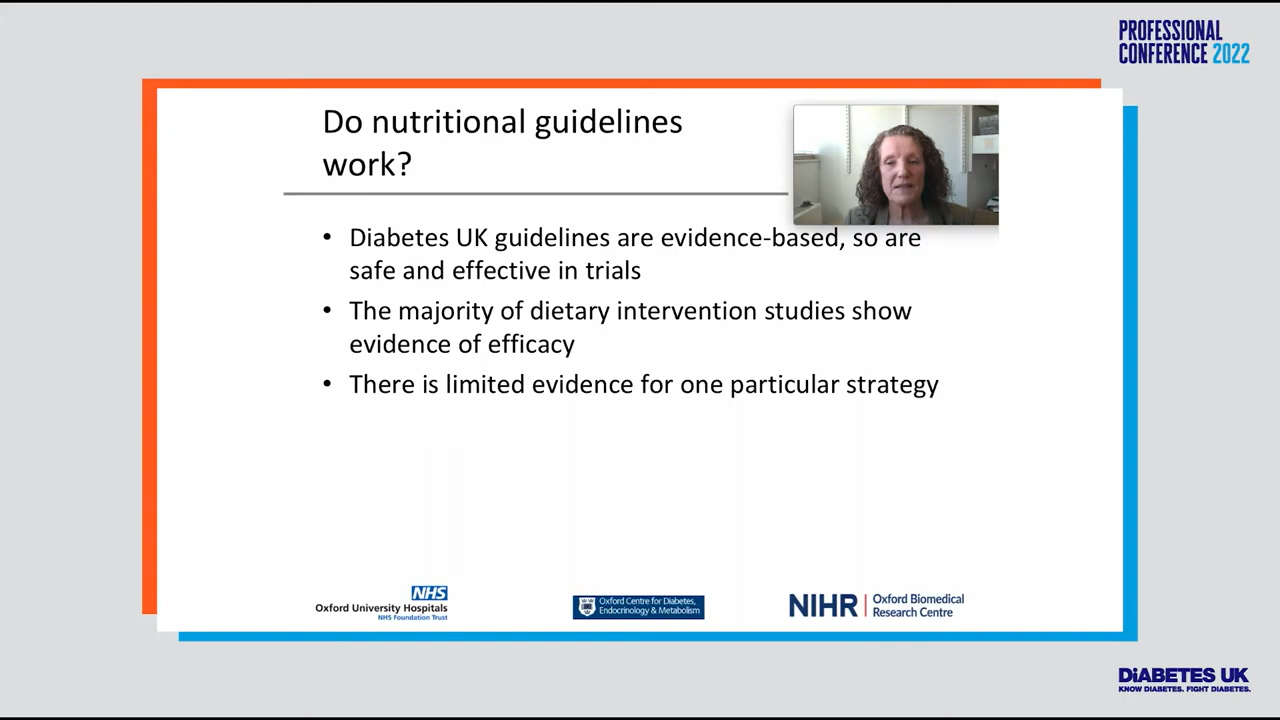 PROFESSIONAL
CONFERENCE 2022
Do nutritional guidelines
work?
• Diabetes UK guidelines are evidence-based, so are
safe and effective in trials
• The majority of dietary intervention studies show
evidence of efficacy
• There is limited evidence for one particular strategy
NHS
Oxford University Hospitals
NHS Foundation Trust
Oxford Centre for Diabetes,
Endocrinology & Metabolism
NIHR | Oxford Biomedical
Research Centre
DiABETES UK
KNOW DIABETES. FIGHT DIABETES.